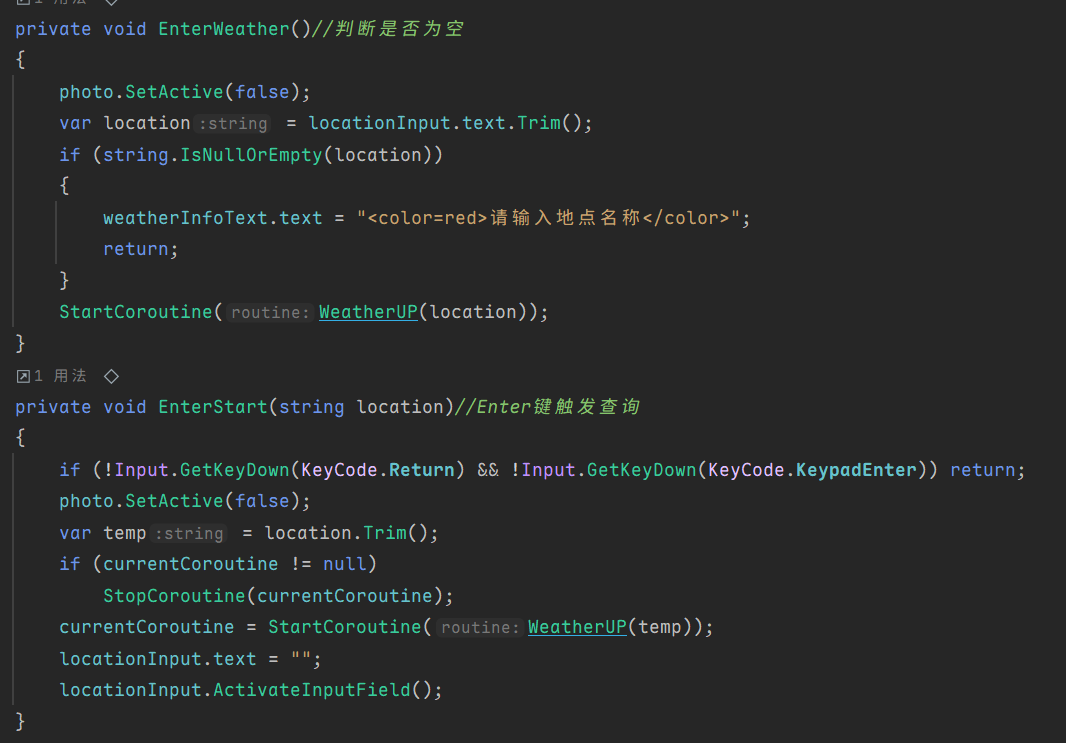 1 用法
private void EnterWeather()//判断是否为空
{
photo.SetActive(false);
var location :string = locationInput.text.Trim();
if (string.IsNullOrEmpty(location))
{
weatherInfoText.text = "<color=red>请输入地点名称</color>";
return;
}
StartCoroutine( routine: WeatherUP(location));
}
1 用法
private void EnterStart(string location)//Enter键触发查询
{
if (!Input.GetKeyDown(KeyCode.Return) && !Input.GetKeyDown(KeyCode.KeypadEnter)) return;
photo.SetActive(false);
var temp :string = location.Trim();
if (currentCoroutine != null)
StopCoroutine(currentCoroutine);
currentCoroutine = StartCoroutine( routine: WeatherUP(temp));
locationInput.text = "";
locationInput.ActivateInputField();
}